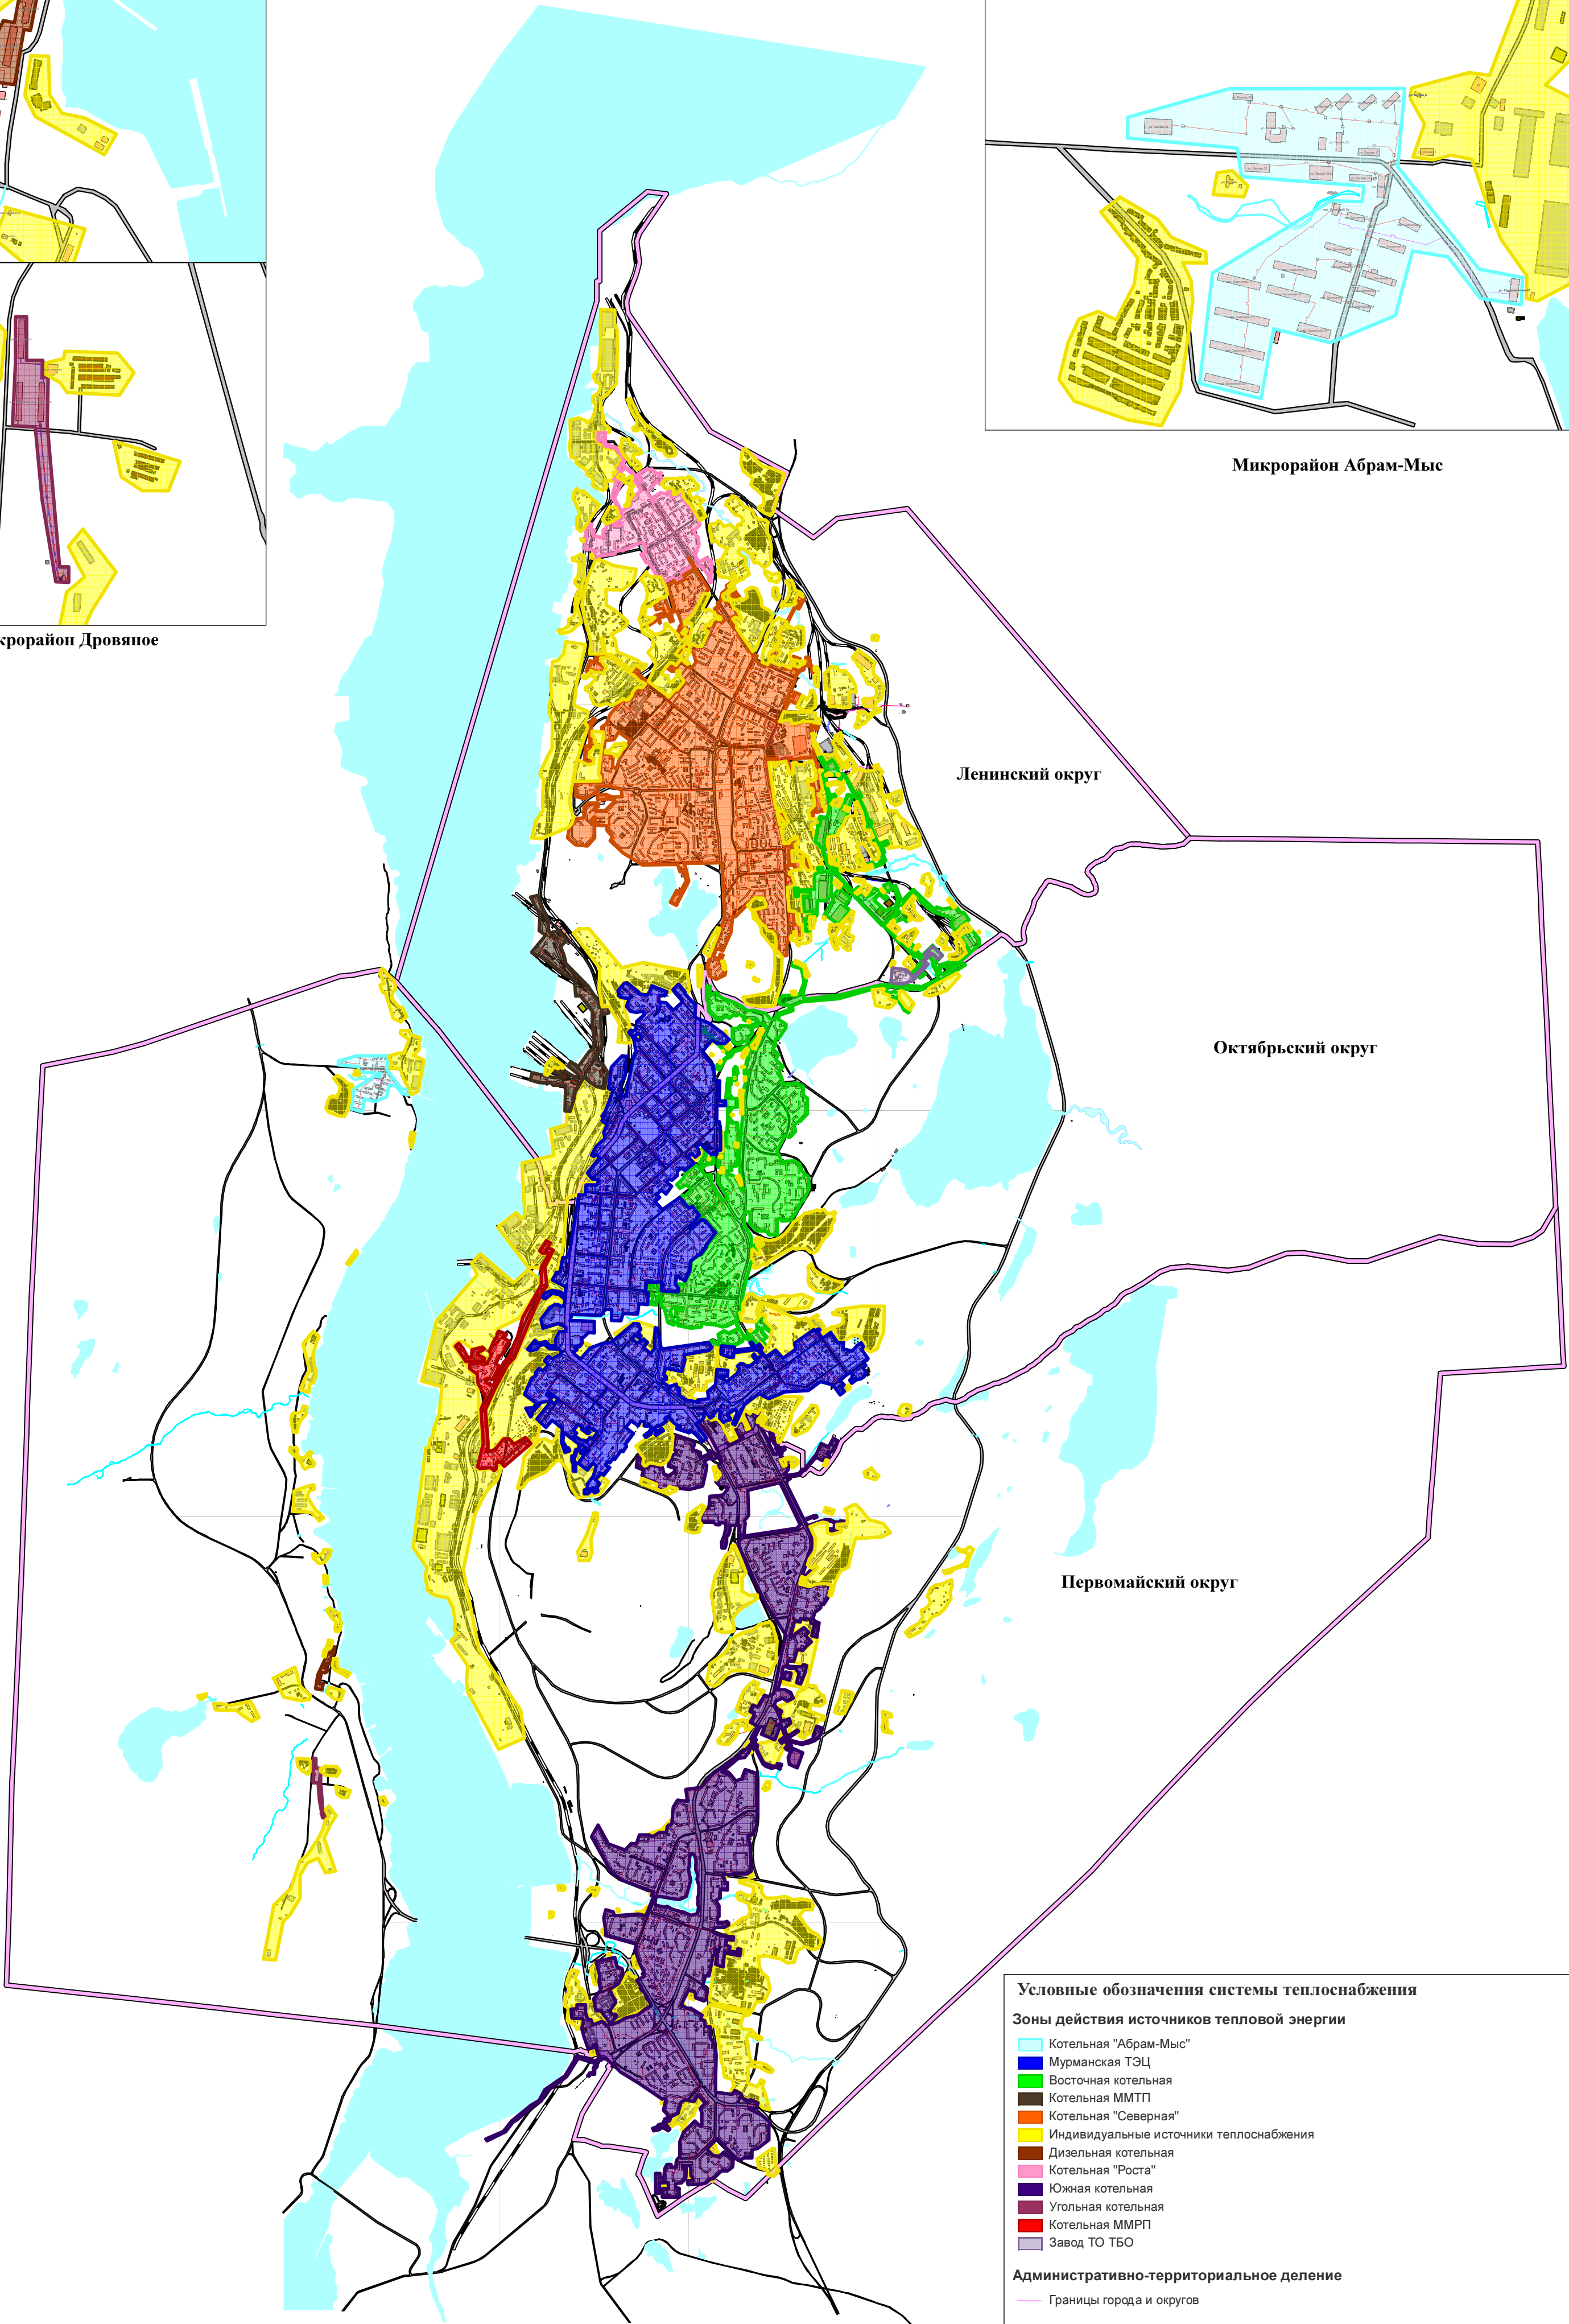 Микрорайон Абрам-Мыс
крорайон Дровяное
Ленинский округ
Октябрьский округ
Первомайский округ
Условные обозначения системы теплоснабжения
Зоны действия источников тепловой энергии
Котельная "Абрам-Мыс"
Мурманская ТЭЦ
Восточная котельная
Котельная ММТП
Котельная "Северная"
Индивидуальные источники теплоснабжения
Дизельная котельная
Котельная "Роста"
Южная котельная
Угольная котельная
Котельная ММРП
Завод ТО ТБО
Административно-территориальное деление
Границы города и округов